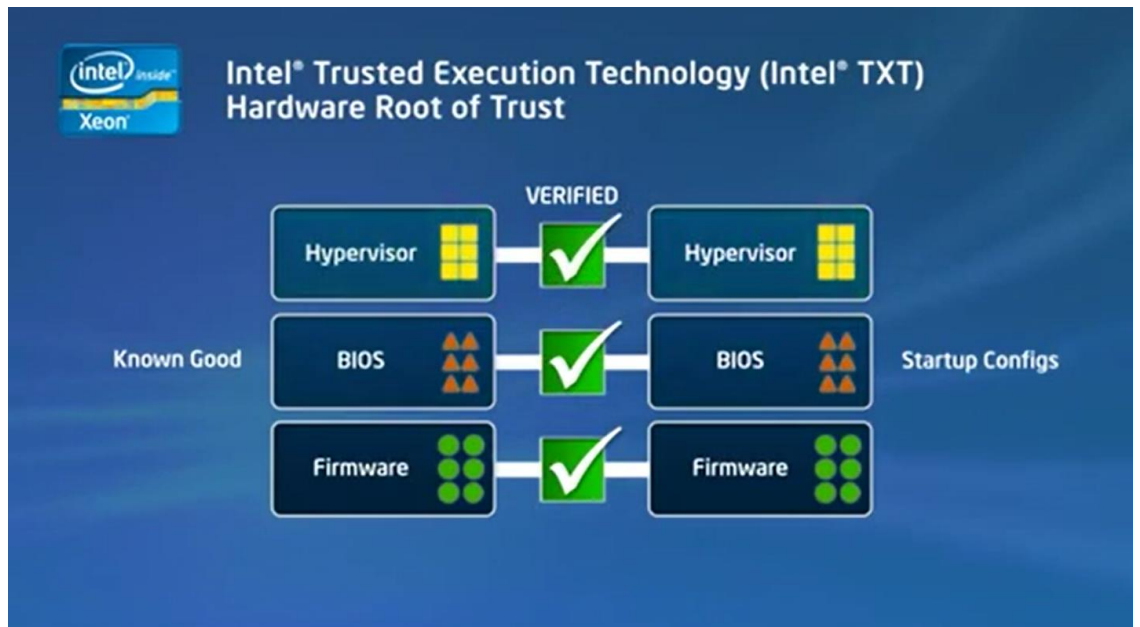 intel inside™
Xeon®
Intel® Trusted Execution Technology (Intel® TXT)
Hardware Root of Trust
VERIFIED
Hypervisor
Hypervisor
Known Good
BIOS
BIOS
Startup Configs
Firmware
Firmware